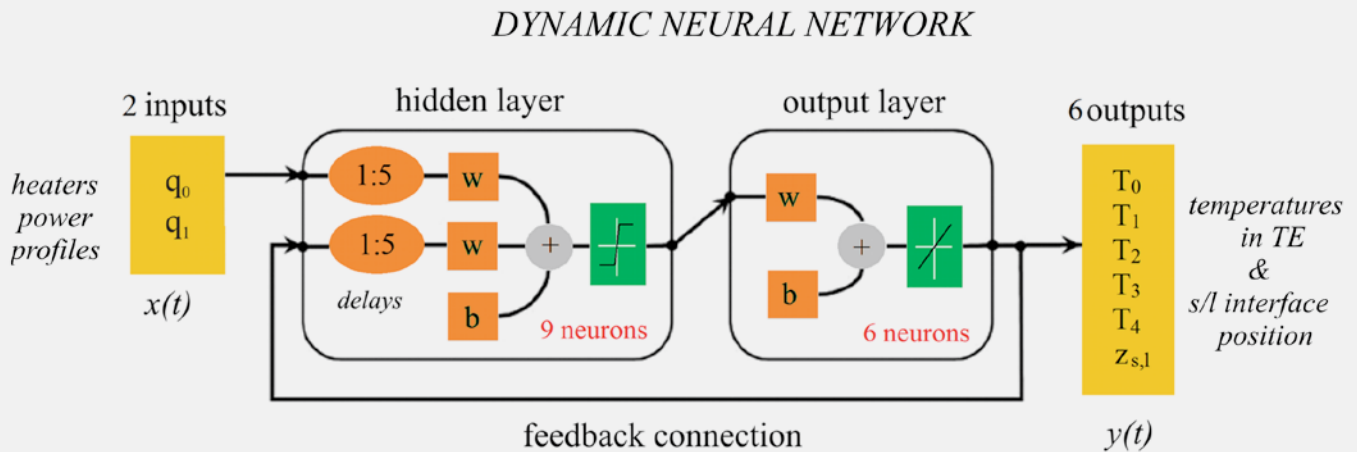 DYNAMIC NEURAL NETWORK
2 inputs
hidden layer
output layer
6 outputs
heaters
power
profiles
q₀
q₁
x(t)
1:5
w
1:5
w
delays
b
+
9 neurons
w
+
b
6 neurons
T₀
T₁
T₂
T₃
T₄
zₛ,ₗ
y(t)
temperatures
in TE
&
s/l interface
position
feedback connection